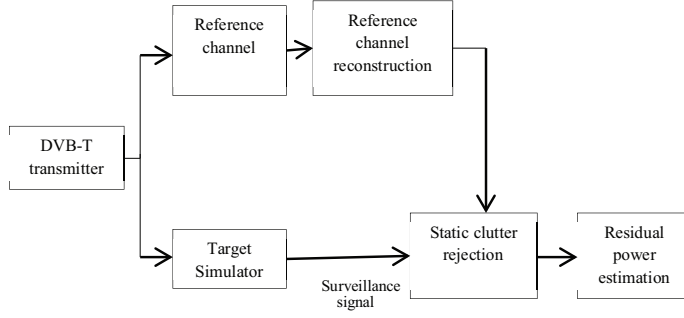 Reference
channel
Reference
channel
reconstruction
DVB-T
transmitter
Target
Simulator
Surveillance
signal
Static clutter
rejection
Residual
power
estimation